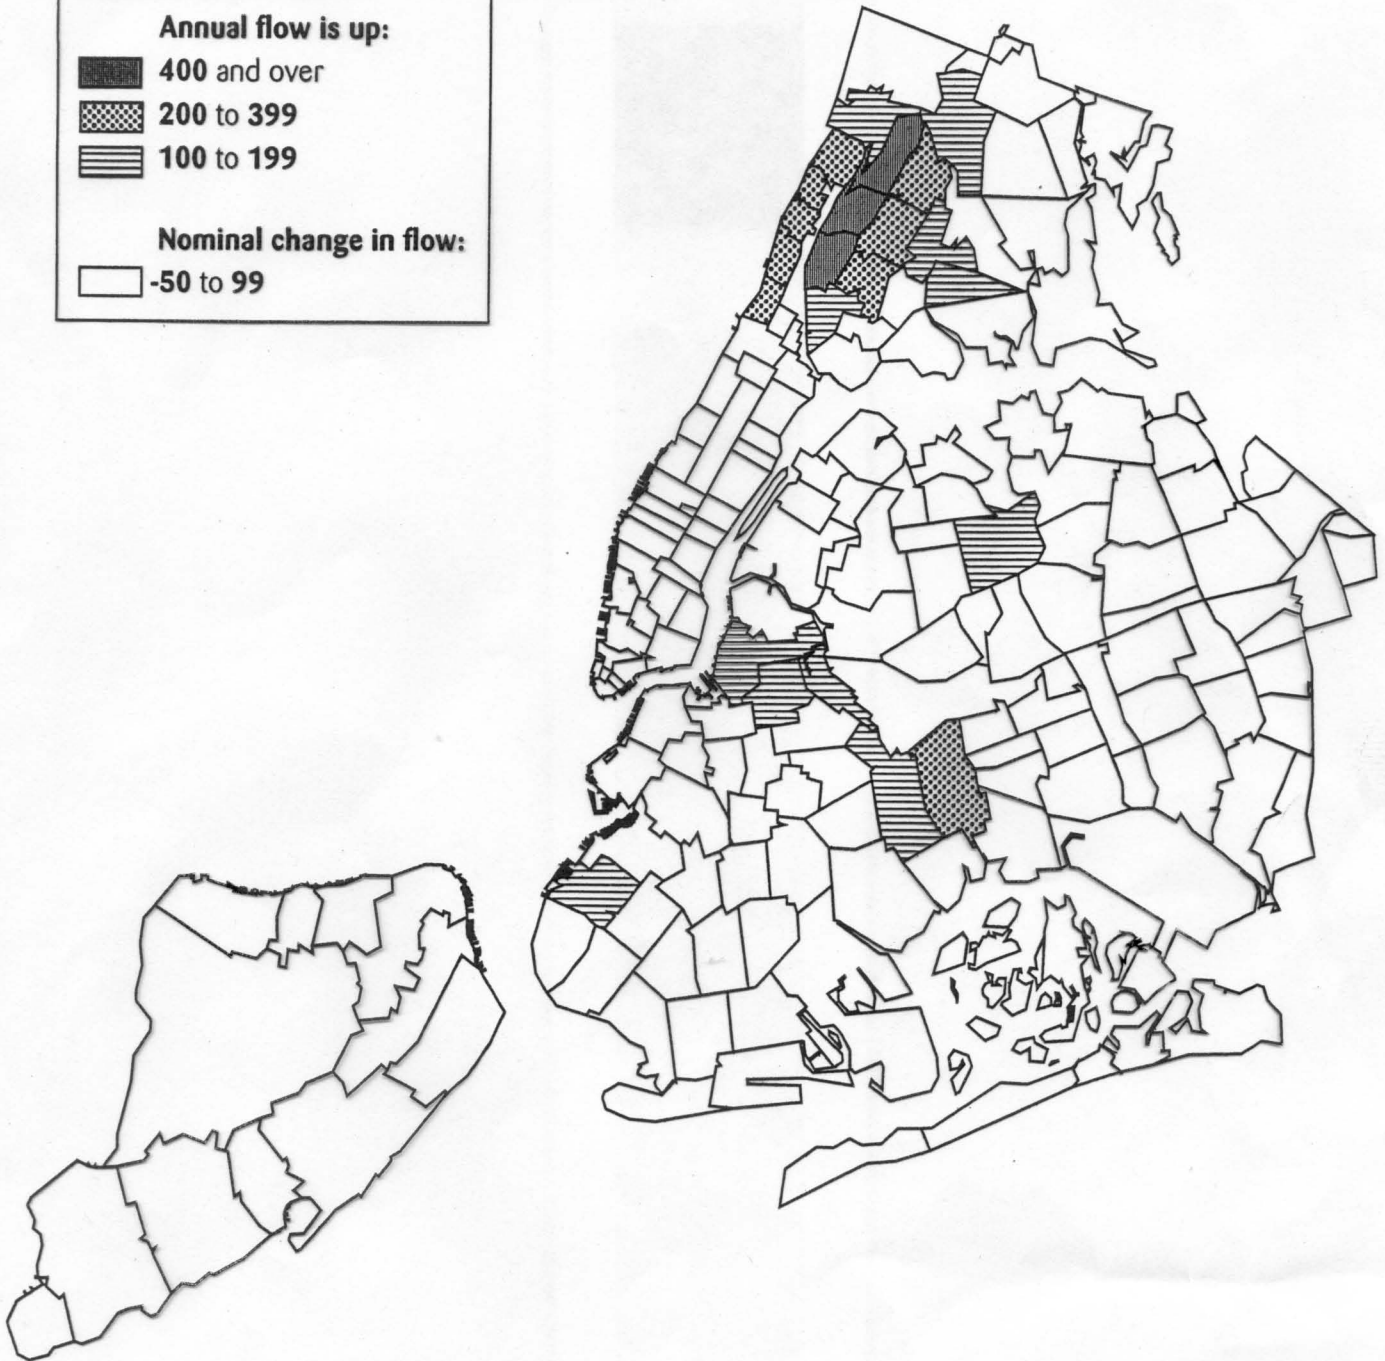 Annual flow is up:
400 and over
200 to 399
100 to 199
Nominal change in flow:
-50 to 99